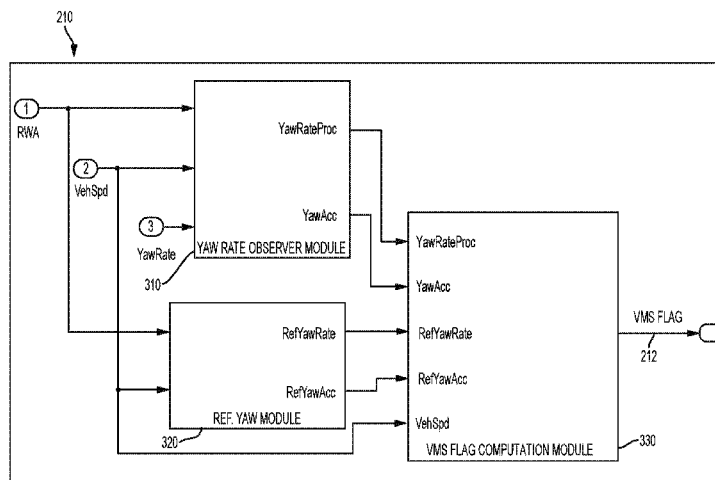 210
1
RWA
2
VehSpd
3
YawRate
310
YawRateProc
YawAcc
YAW RATE OBSERVER MODULE
RefYawRate
RefYawAcc
REF. YAW MODULE
320
YawRateProc
YawAcc
RefYawRate
RefYawAcc
VehSpd
VMS FLAG COMPUTATION MODULE
330
VMS FLAG
212